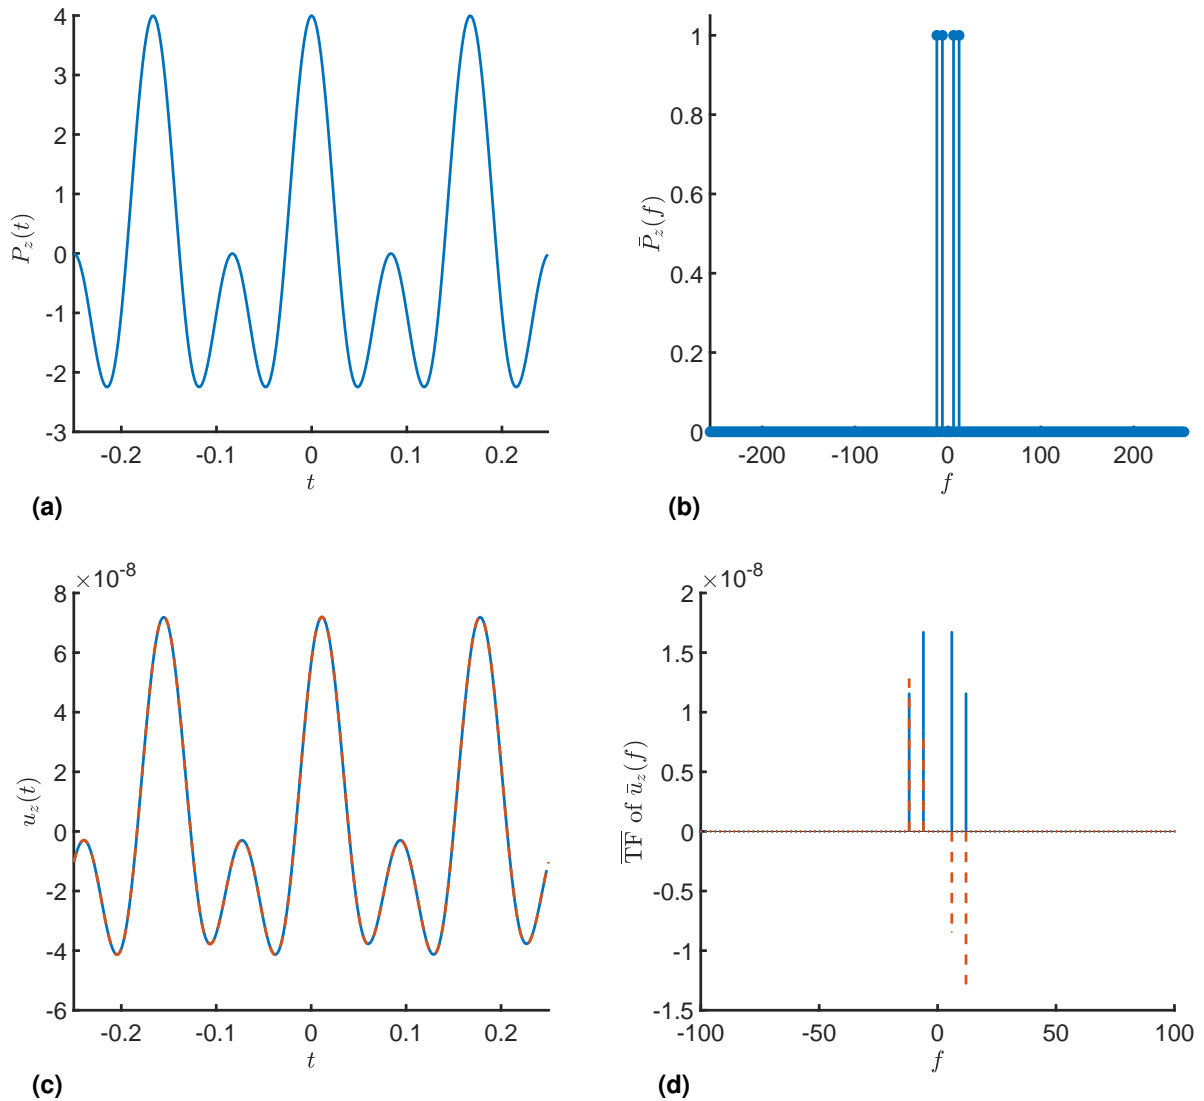 4
3
2
1
0
-1
-2
-3
P_z(t)
-0.2 -0.1 0 0.1 0.2
t
(a)
1
0.8
0.6
0.4
0.2
0
P̄_z(f)
-200 -100 0 100 200
f
(b)
×10⁻⁸
8
6
4
2
0
-2
-4
-6
u_z(t)
-0.2 -0.1 0 0.1 0.2
t
(c)
×10⁻⁸
2
1.5
1
0.5
0
-0.5
-1
-1.5
T̅F̅ of ū_z(f)
-100 -50 0 50 100
f
(d)